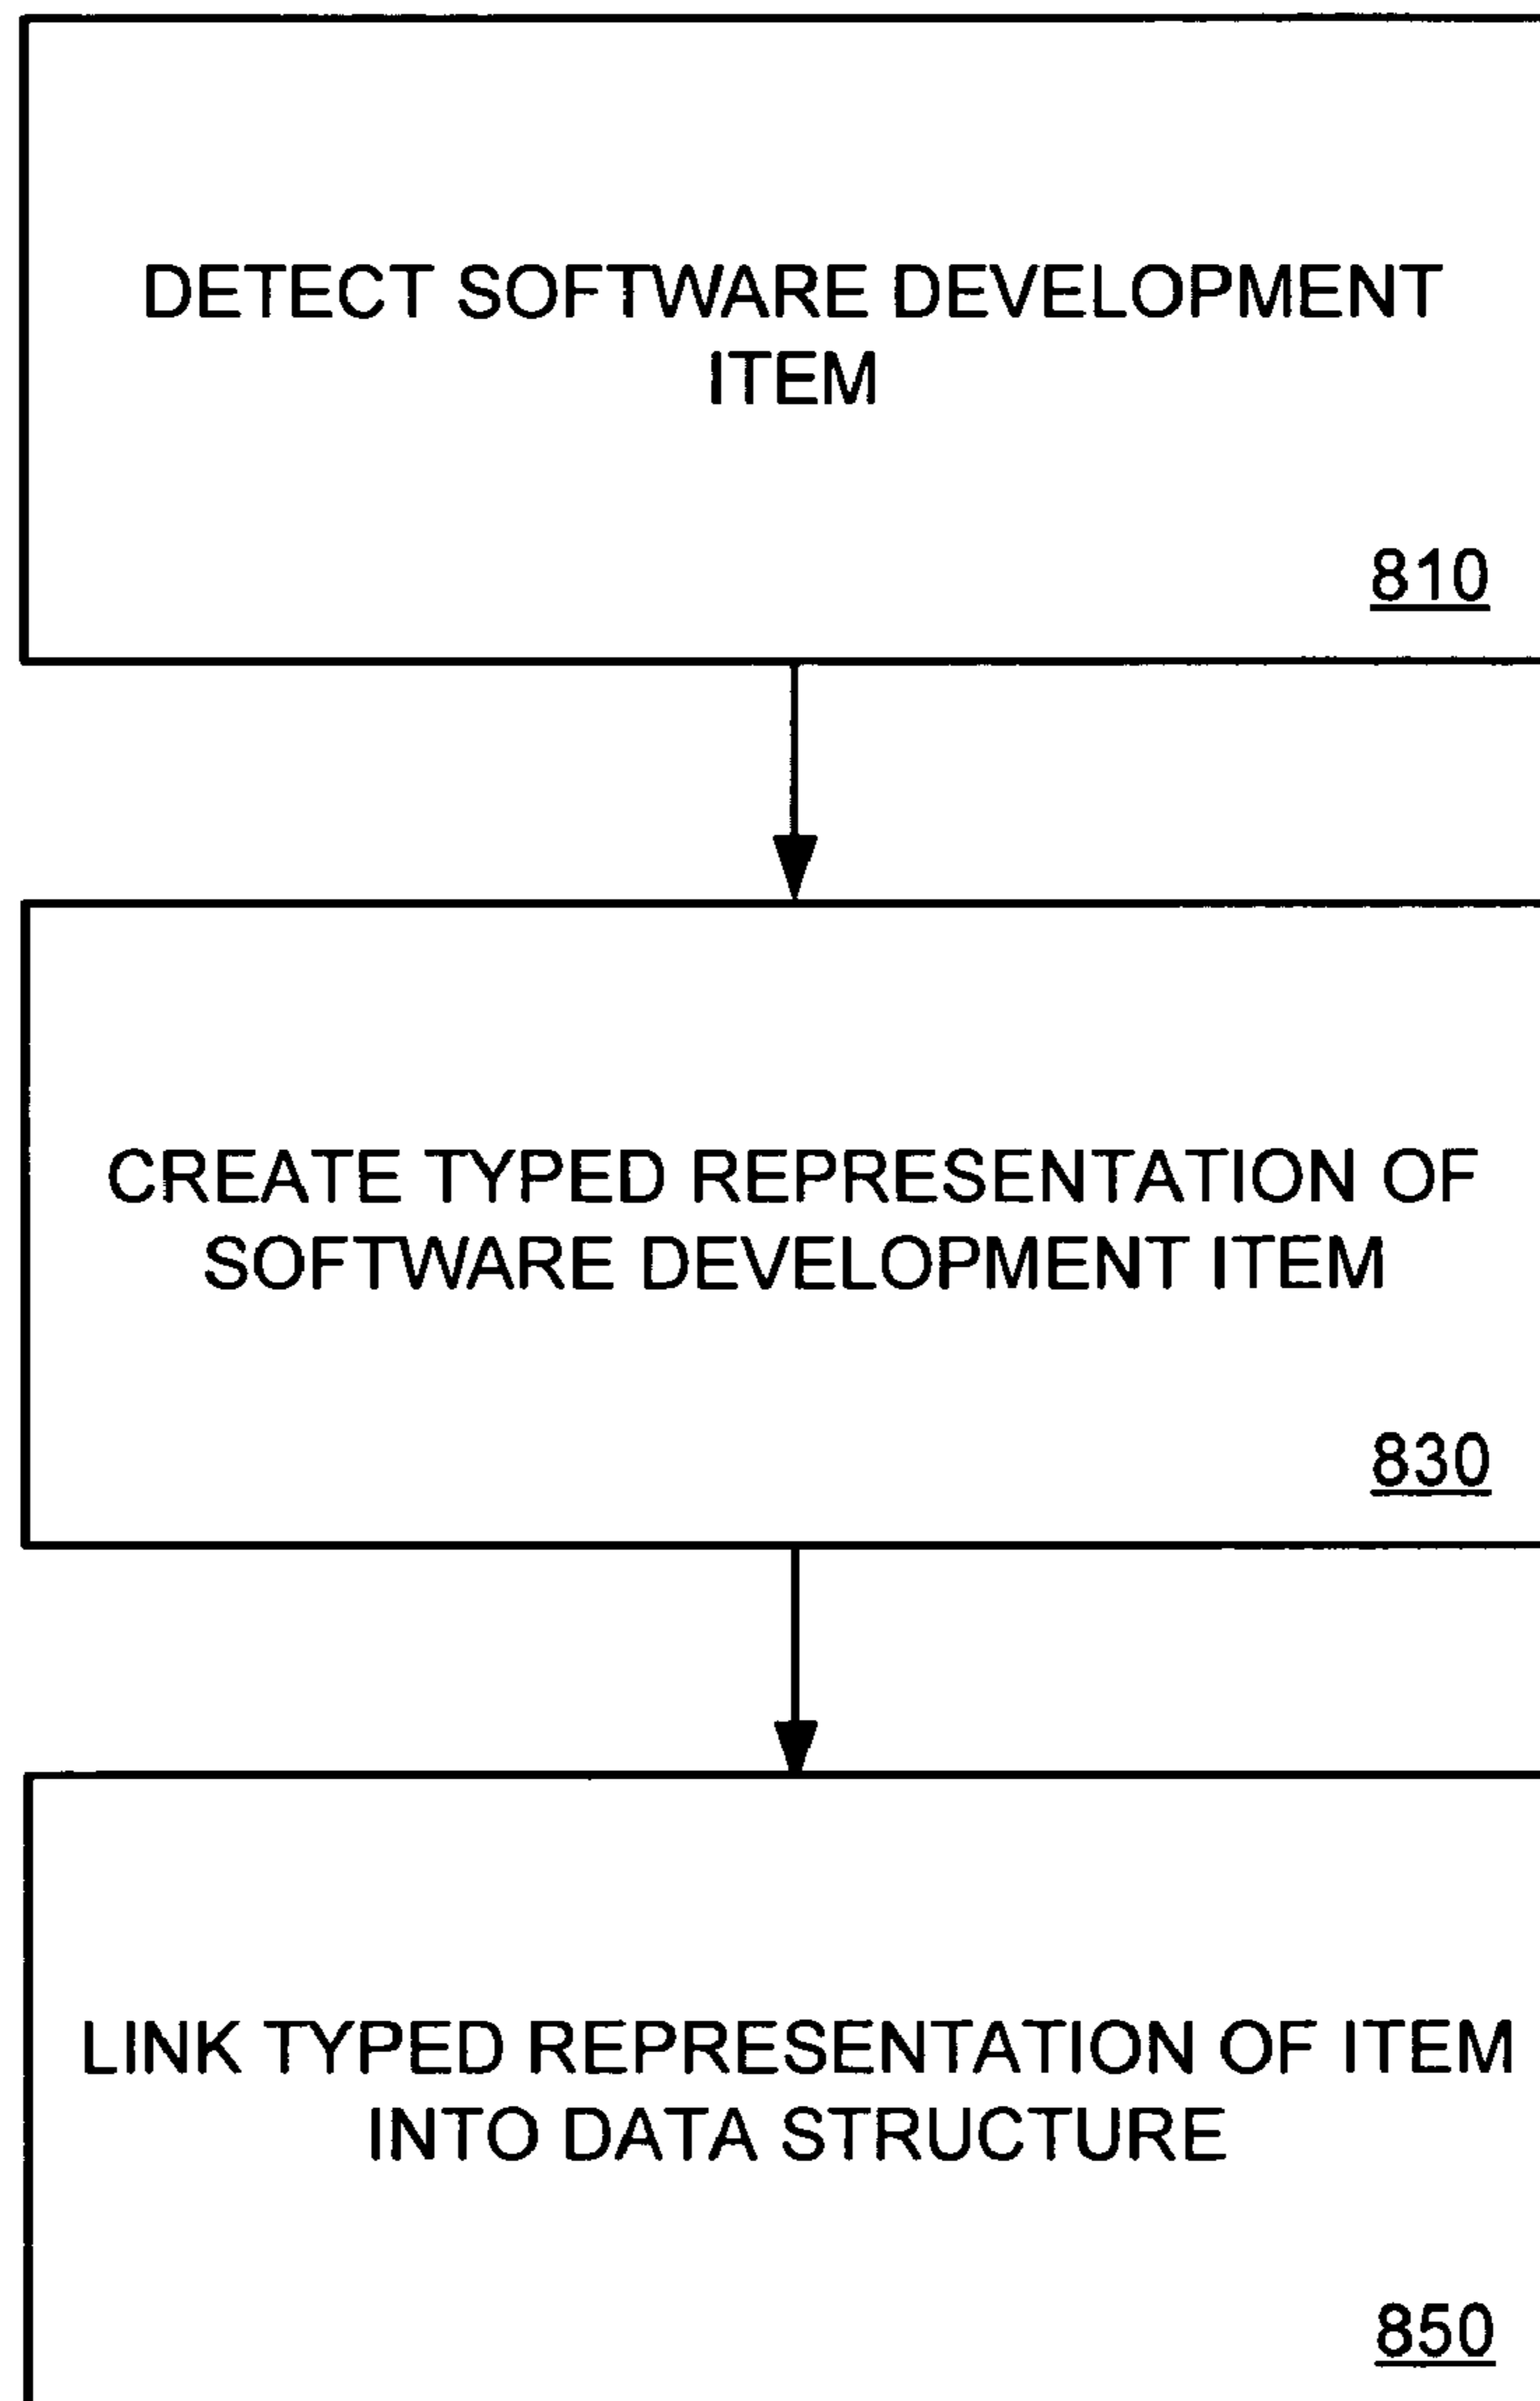 DETECT SOFTWARE DEVELOPMENT
ITEM
810
CREATE TYPED REPRESENTATION OF
SOFTWARE DEVELOPMENT ITEM
830
LINK TYPED REPRESENTATION OF ITEM
INTO DATA STRUCTURE
850